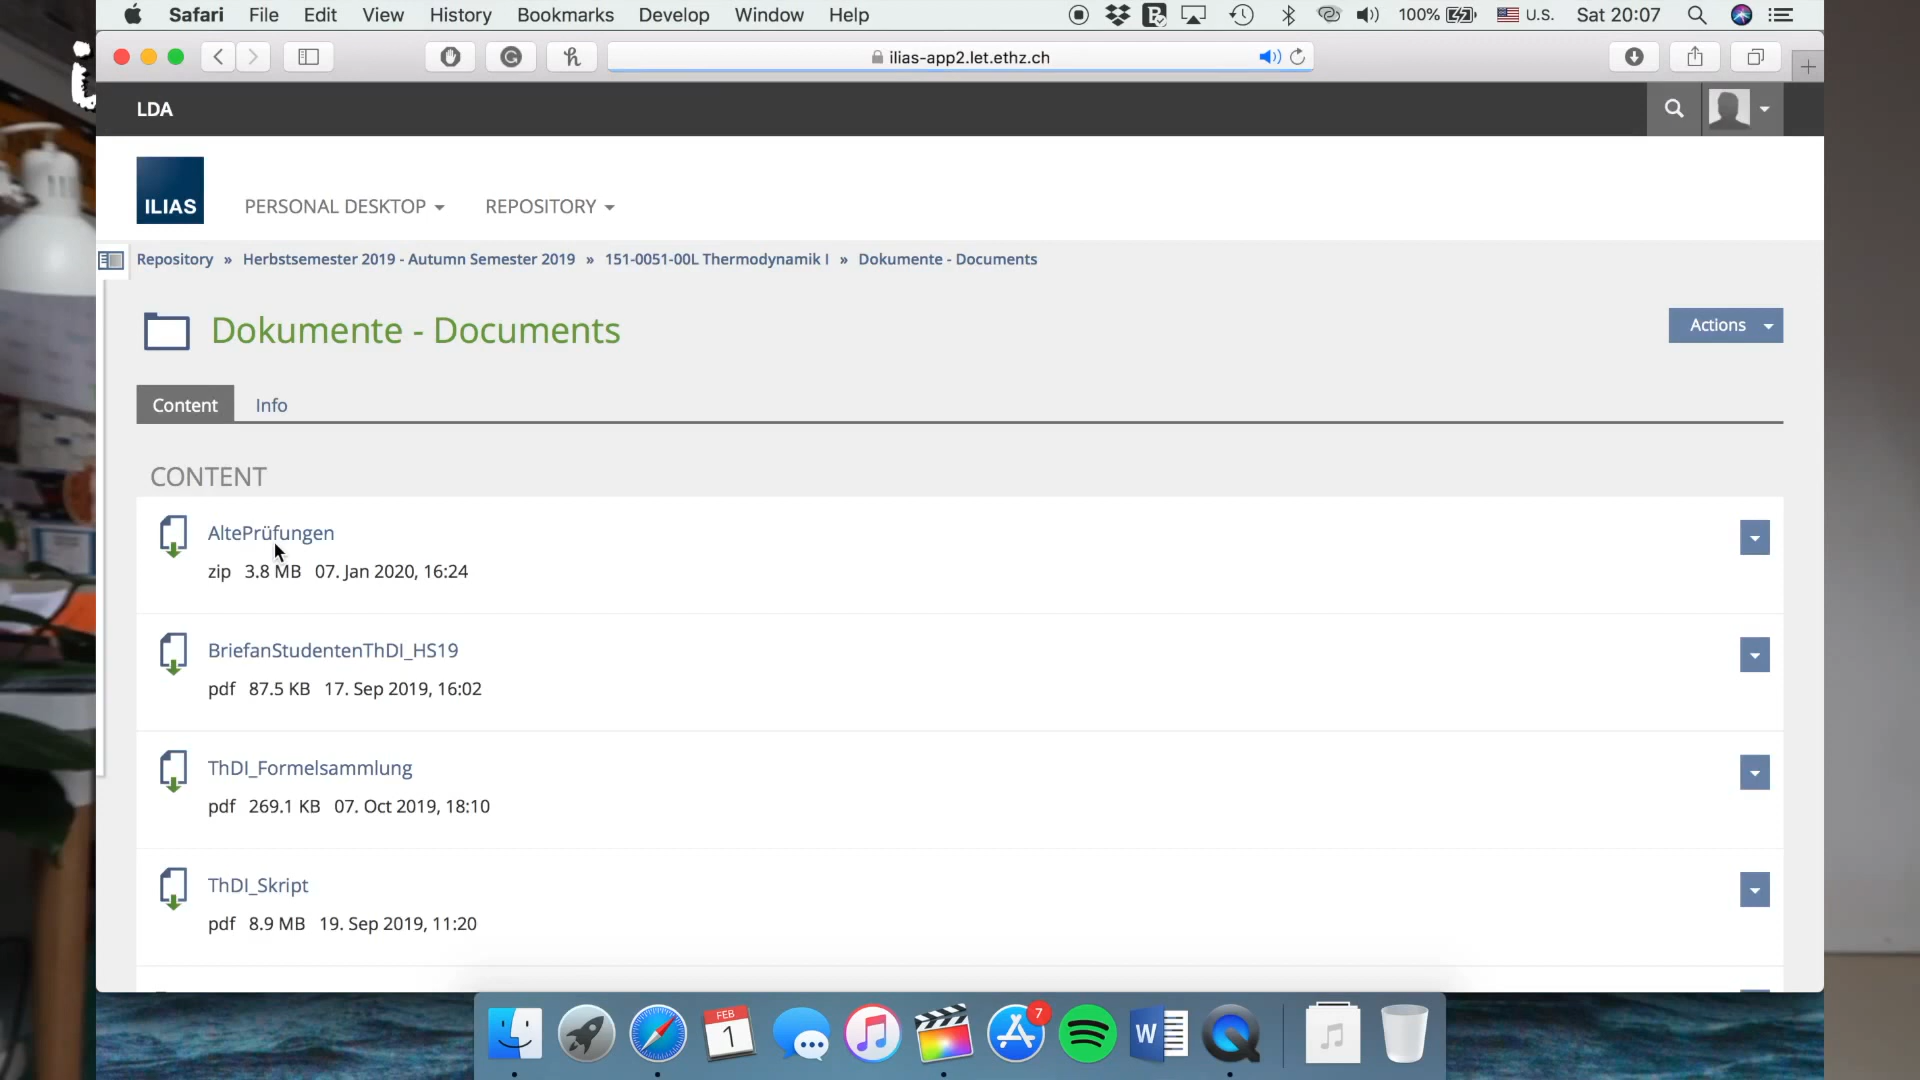 Safari File Edit View History Bookmarks Develop Window Help 100% U.S. Sat 20:07
ilias-app2.let.ethz.ch
LDA
ILIAS PERSONAL DESKTOP REPOSITORY
Repository » Herbstsemester 2019 - Autumn Semester 2019 » 151-0051-00L Thermodynamik I » Dokumente - Documents
Dokumente - Documents
Actions
Content Info
CONTENT
AltePrüfungen
zip 3.8 MB 07. Jan 2020, 16:24
BriefanStudentenThDI_HS19
pdf 87.5 KB 17. Sep 2019, 16:02
ThDI_Formelsammlung
pdf 269.1 KB 07. Oct 2019, 18:10
ThDI_Skript
pdf 8.9 MB 19. Sep 2019, 11:20
FEB
1
7
W